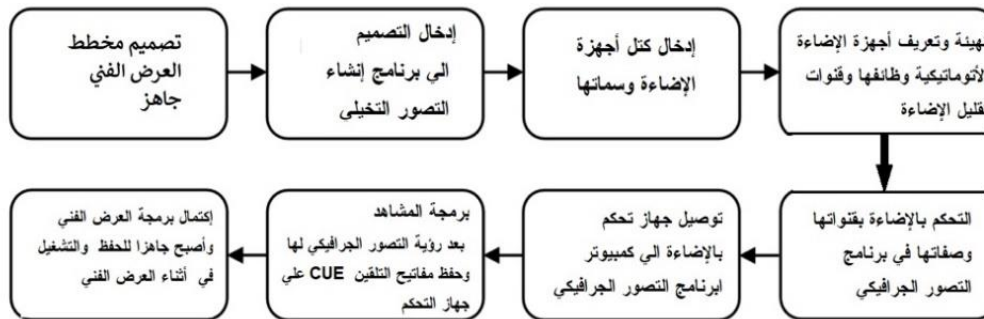 تصميم مخطط
العرض الفني
جاهز
إدخال التصميم
الي برنامج إنشاء
التصور التخيلى
إدخال كتل أجهزة
الإضاءة وسماتها
تهيئة وتعريف أجهزة الإضاءة
الأتوماتيكية وظائفها وقنوات
تقليل الإضاءة
التحكم بالإضاءة بقنواتها
وصفاتها في برنامج
التصور الجرافيكي
توصيل جهاز تحكم
بالإضاءة الي كمبيوتر
ابرنامج التصور الجرافيكي
برمجة المشاهد
بعد رؤية التصور الجرافيكي لها
وحفظ مفاتيح التلقين CUE علي
جهاز التحكم
إكتمال برمجة العرض الفني
وأصبح جاهزا للحفظ والتشغيل
في أثناء العرض الفني